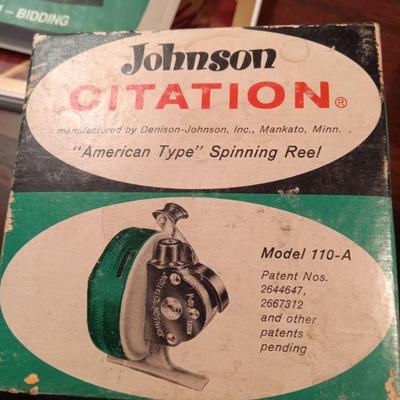 - BIDDING
Johnson
CITATION®
manufactured by Denison-Johnson, Inc., Mankato, Minn.
"American Type" Spinning Reel
Model 110-A
Patent Nos.
2644647,
2667312
and other
patents
pending
JOHNSON CITATION